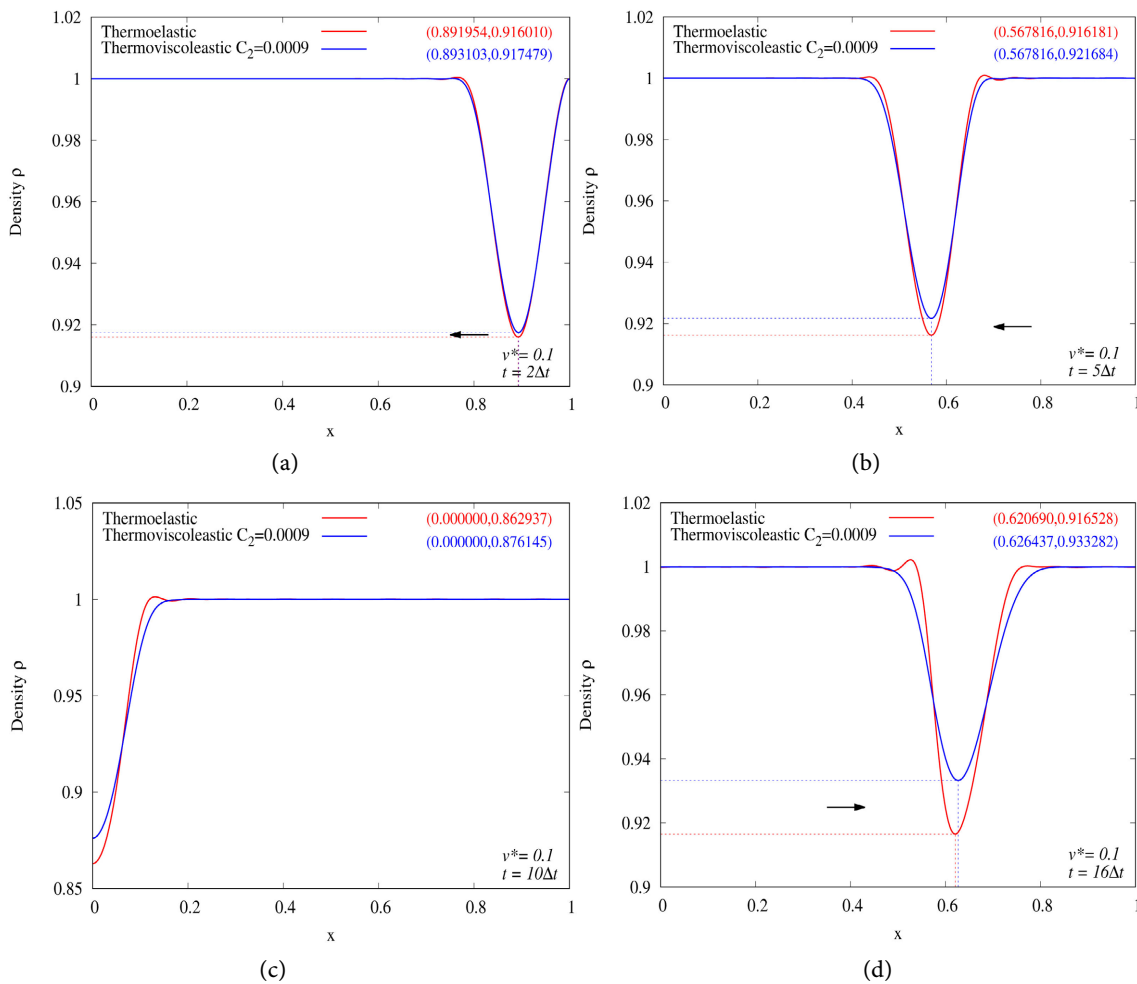 1.02
Thermoelastic
(0.891954,0.916010)
Thermoviscoleastic C2=0.0009
(0.893103,0.917479)
1
0.98
0.96
0.94
0.92
0.9
Density ρ
v*= 0.1
t = 2Δt
0 0.2 0.4 0.6 0.8 1
x
(a)
1.02
Thermoelastic
(0.567816,0.916181)
Thermoviscoleastic C2=0.0009
(0.567816,0.921684)
1
0.98
0.96
0.94
0.92
0.9
Density ρ
v*= 0.1
t = 5Δt
0 0.2 0.4 0.6 0.8 1
x
(b)
1.05
Thermoelastic
(0.000000,0.862937)
Thermoviscoleastic C2=0.0009
(0.000000,0.876145)
1
0.95
0.9
0.85
Density ρ
v*= 0.1
t = 10Δt
0 0.2 0.4 0.6 0.8 1
x
(c)
1.02
Thermoelastic
(0.620690,0.916528)
Thermoviscoleastic C2=0.0009
(0.626437,0.933282)
1
0.98
0.96
0.94
0.92
0.9
Density ρ
v*= 0.1
t = 16Δt
0 0.2 0.4 0.6 0.8 1
x
(d)